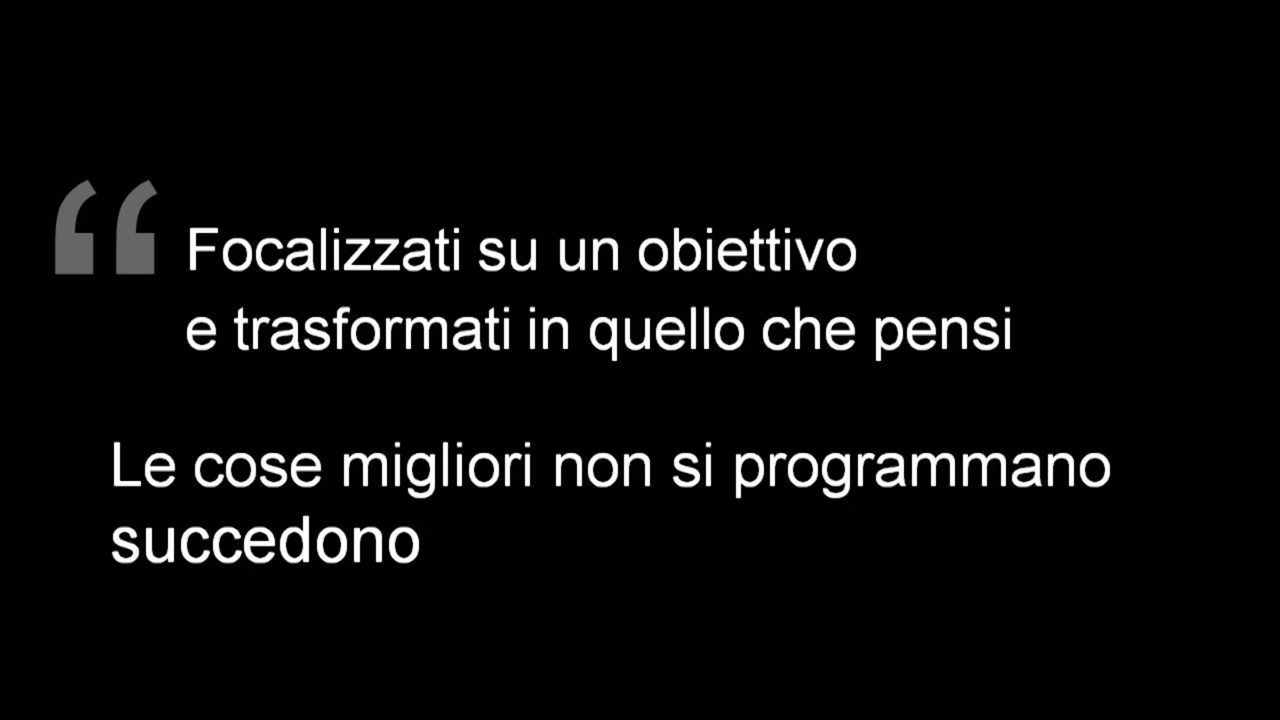 “ Focalizzati su un obiettivo
e trasformati in quello che pensi
Le cose migliori non si programmano
succedono